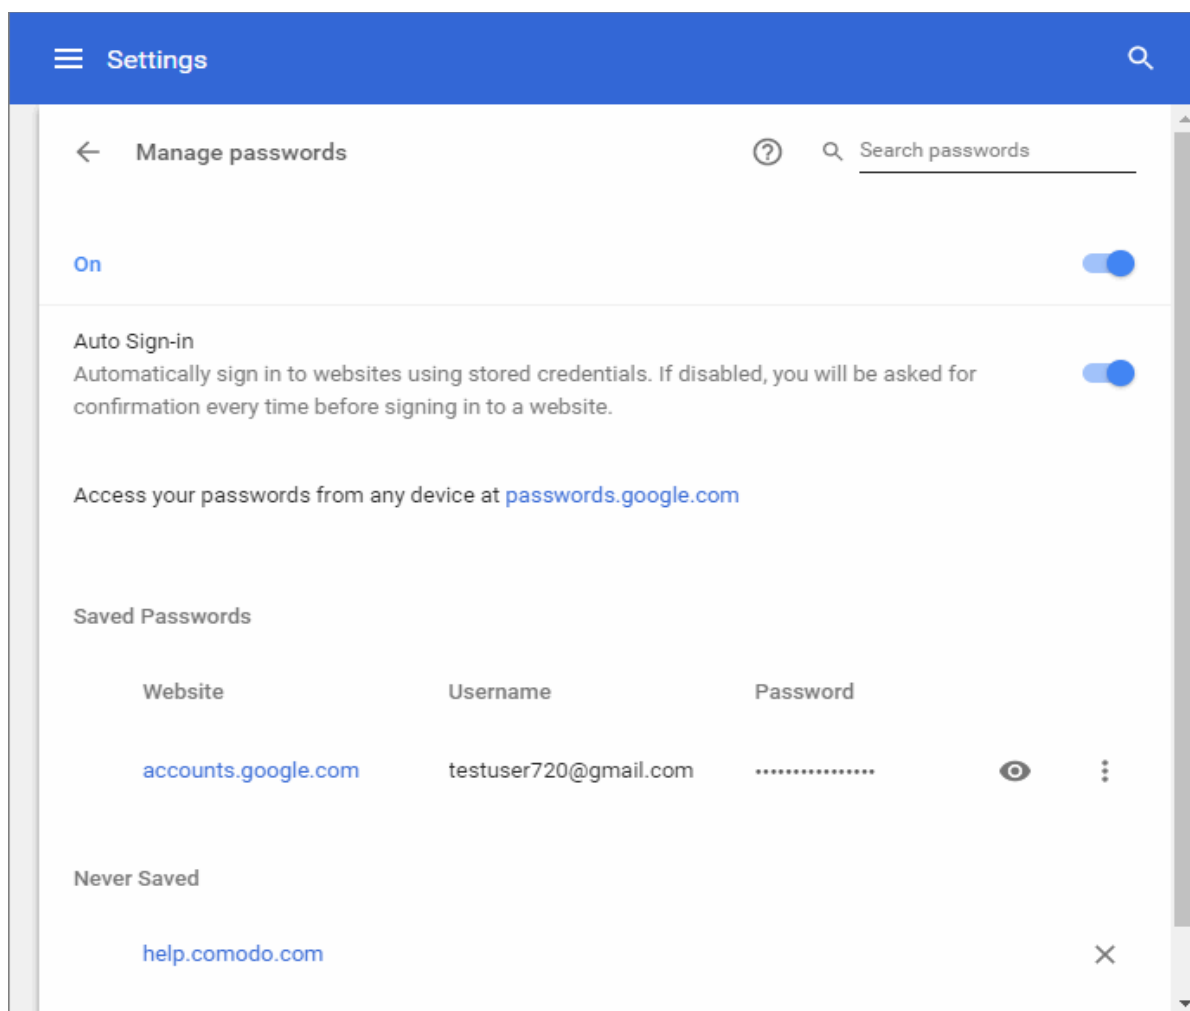 Settings
Manage passwords
Search passwords
On
Auto Sign-in
Automatically sign in to websites using stored credentials. If disabled, you will be asked for
confirmation every time before signing in to a website.
Access your passwords from any device at passwords.google.com
Saved Passwords
Website Username Password
accounts.google.com testuser720@gmail.com ••••••••••••••••
Never Saved
help.comodo.com